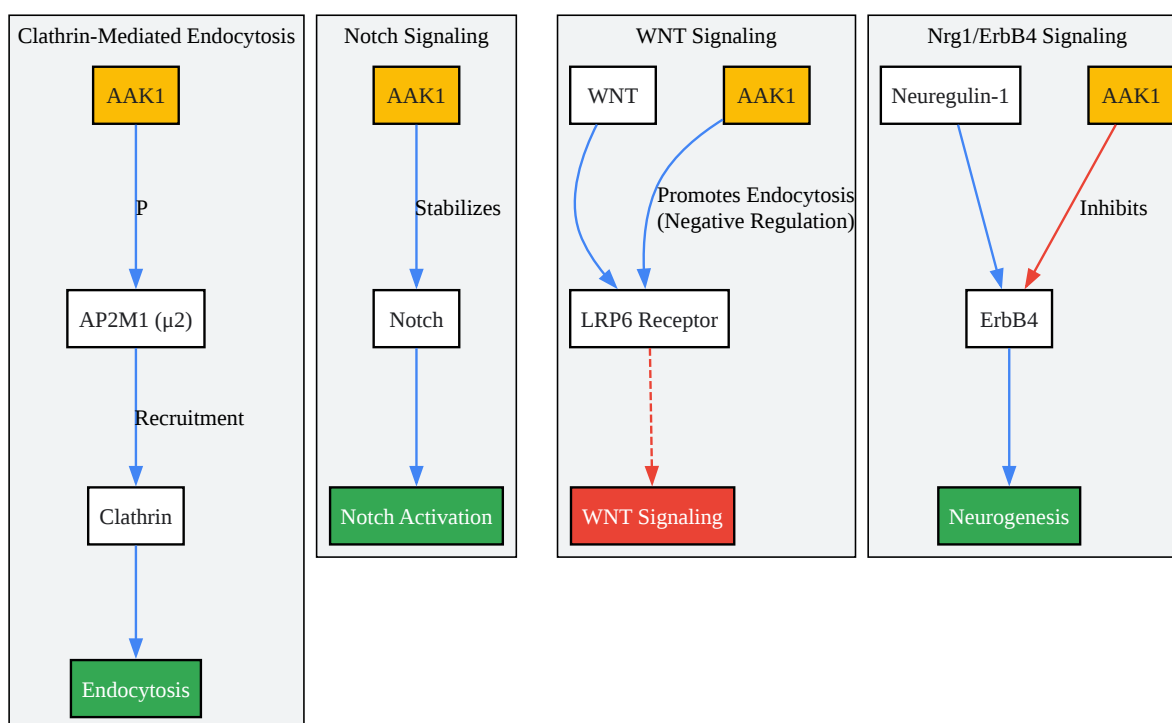 Clathrin-Mediated Endocytosis
AAK1
P
AP2M1 (μ2)
Recruitment
Clathrin
Endocytosis
Notch Signaling
AAK1
Stabilizes
Notch
Notch Activation
WNT Signaling
WNT
AAK1
Promotes Endocytosis
(Negative Regulation)
LRP6 Receptor
WNT Signaling
Nrg1/ErbB4 Signaling
Neuregulin-1
AAK1
Inhibits
ErbB4
Neurogenesis